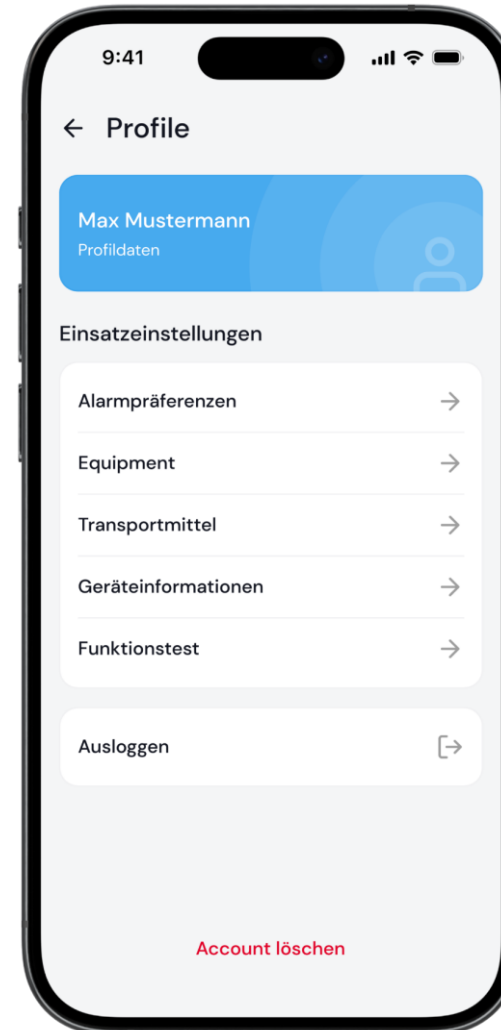 9:41
Profile
Max Mustermann
Profildaten
Einsatzeinstellungen
Alarmpräferenzen
Equipment
Transportmittel
Geräteinformationen
Funktionstest
Ausloggen
Account löschen